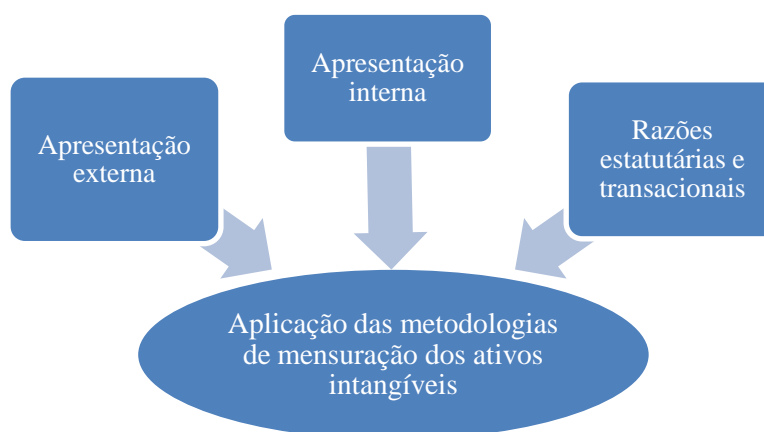 Apresentação
interna
Apresentação
externa
Razões
estatutárias e
transacionais
Aplicação das metodologias
de mensuração dos ativos
intangíveis